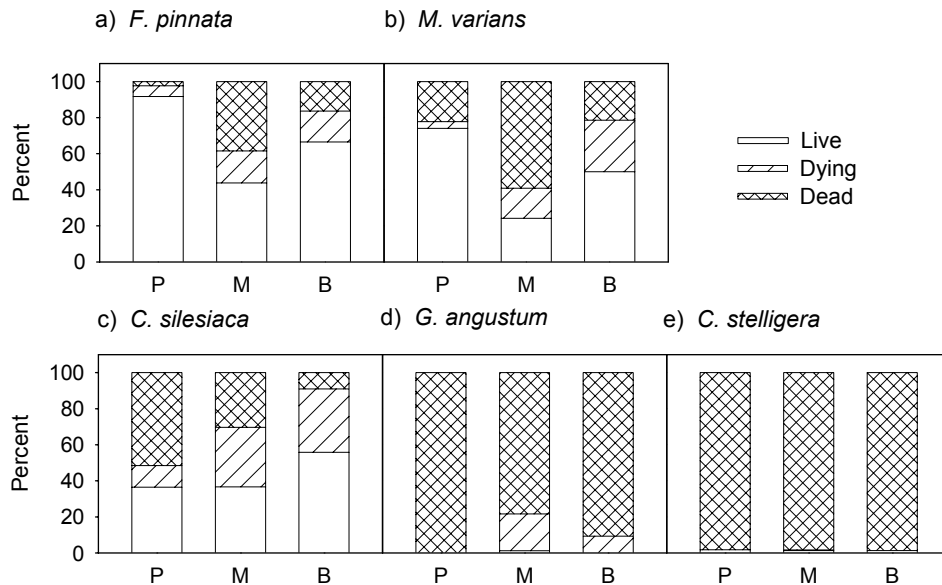 a) F. pinnata
b) M. varians
Percent
100
80
60
40
20
0
P M B
P M B
Live
Dying
Dead
c) C. silesiaca
d) G. angustum
e) C. stelligera
Percent
100
80
60
40
20
0
P M B
P M B
P M B